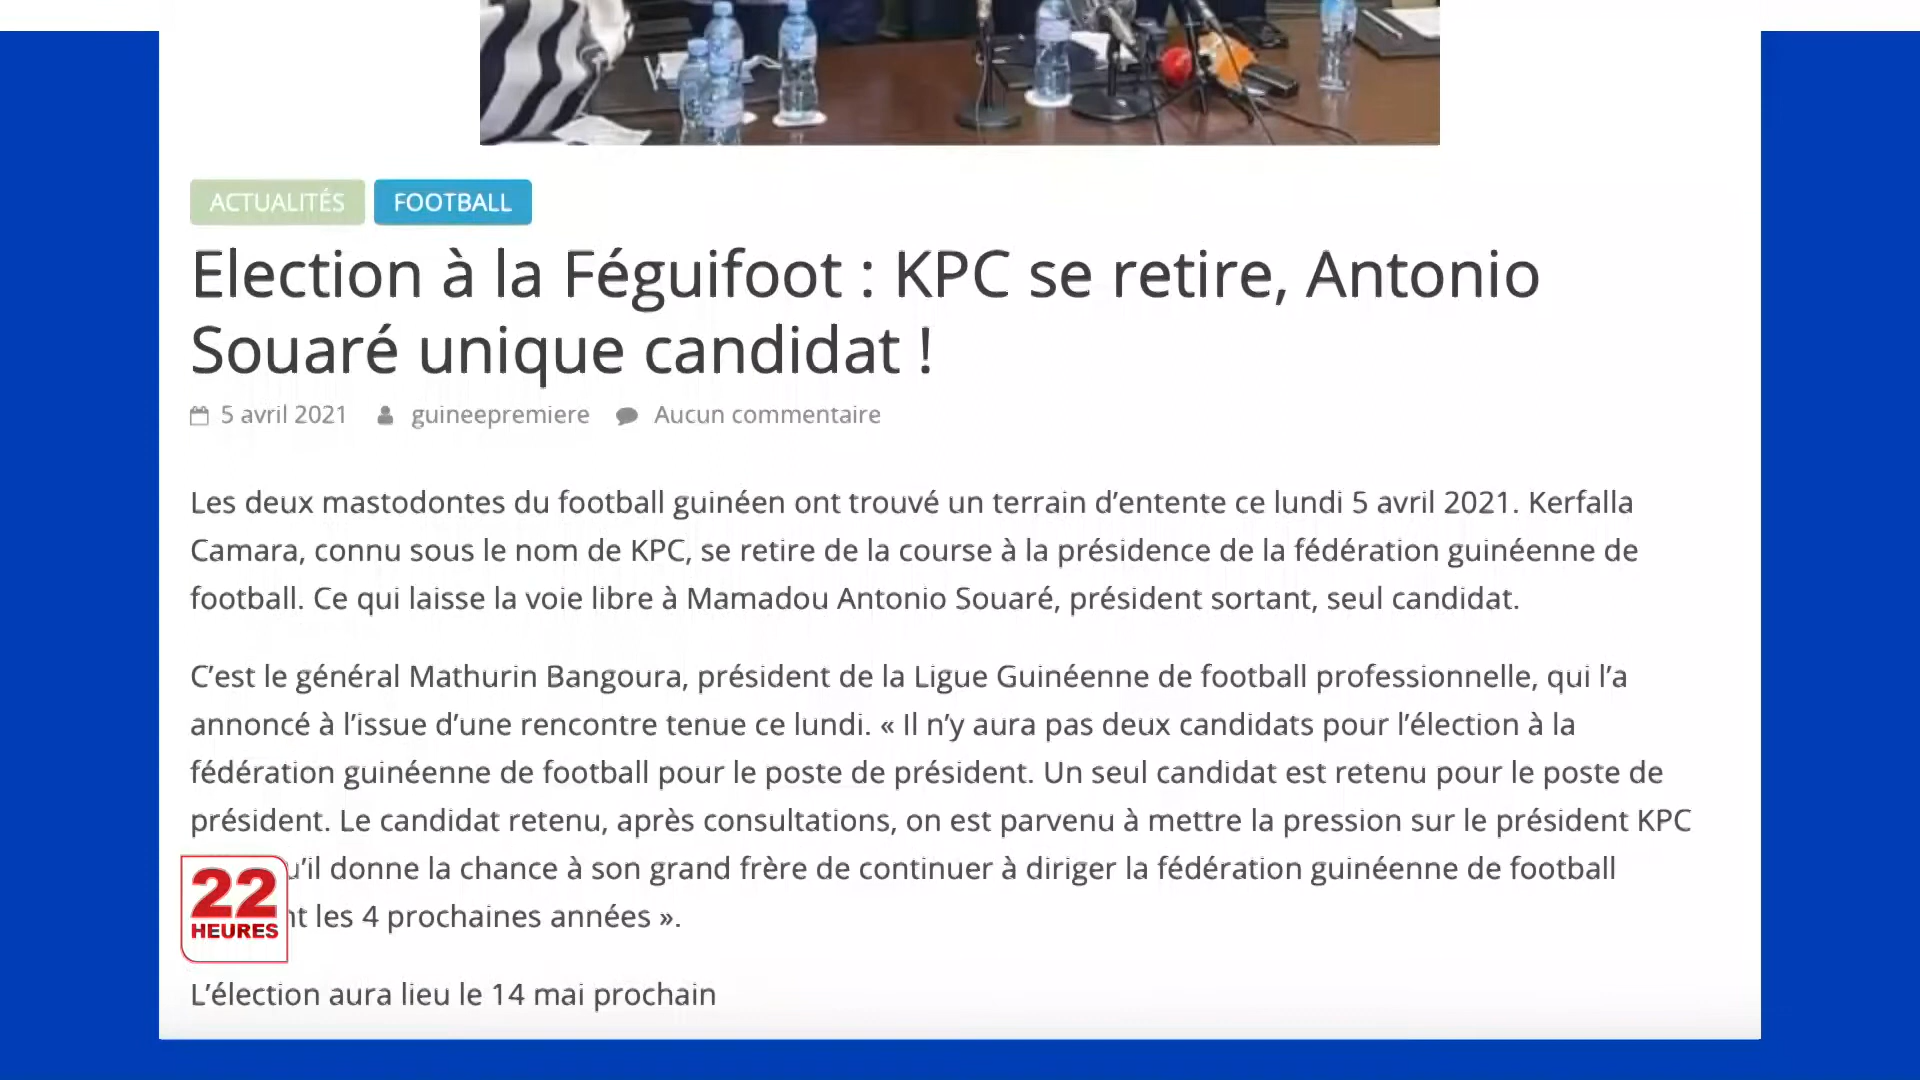 ACTUALITÉS FOOTBALL
Election à la Féguifoot : KPC se retire, Antonio
Souaré unique candidat !
5 avril 2021 guineepremiere Aucun commentaire
Les deux mastodontes du football guinéen ont trouvé un terrain d’entente ce lundi 5 avril 2021. Kerfalla
Camara, connu sous le nom de KPC, se retire de la course à la présidence de la fédération guinéenne de
football. Ce qui laisse la voie libre à Mamadou Antonio Souaré, président sortant, seul candidat.
C’est le général Mathurin Bangoura, président de la Ligue Guinéenne de football professionnelle, qui l’a
annoncé à l’issue d’une rencontre tenue ce lundi. « Il n’y aura pas deux candidats pour l’élection à la
fédération guinéenne de football pour le poste de président. Un seul candidat est retenu pour le poste de
président. Le candidat retenu, après consultations, on est parvenu à mettre la pression sur le président KPC
u’il donne la chance à son grand frère de continuer à diriger la fédération guinéenne de football
nt les 4 prochaines années ».
22
HEURES
L’élection aura lieu le 14 mai prochain